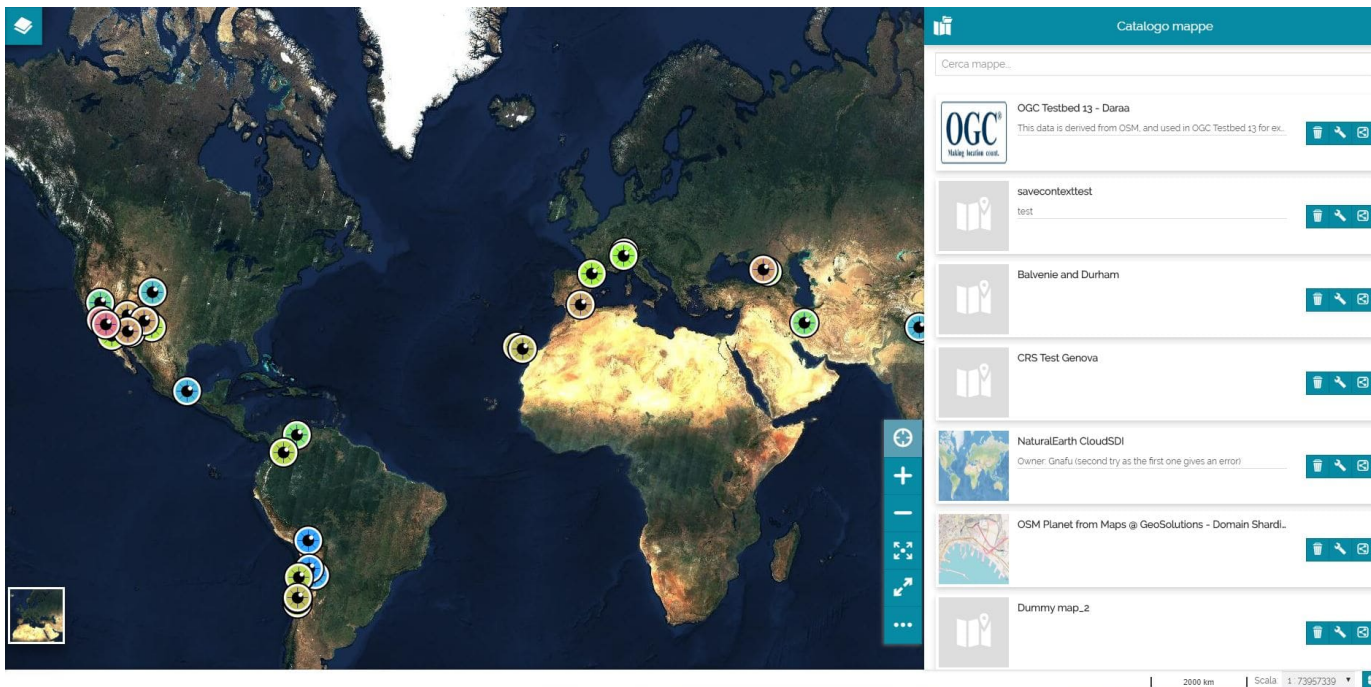 Catalogo mappe
Cerca mappe...
OGC®
Making location count.
OGC Testbed 13 - Daraa
This data is derived from OSM, and used in OGC Testbed 13 for ex...
savecontexttest
test
Balvenie and Durham
CRS Test Genova
NaturalEarth CloudSDI
Owner: Gnafu (second try as the first one gives an error)
OSM Planet from Maps @ GeoSolutions - Domain Shardi...
Dummy map_2
2000 km
Scala: 1 : 73957339